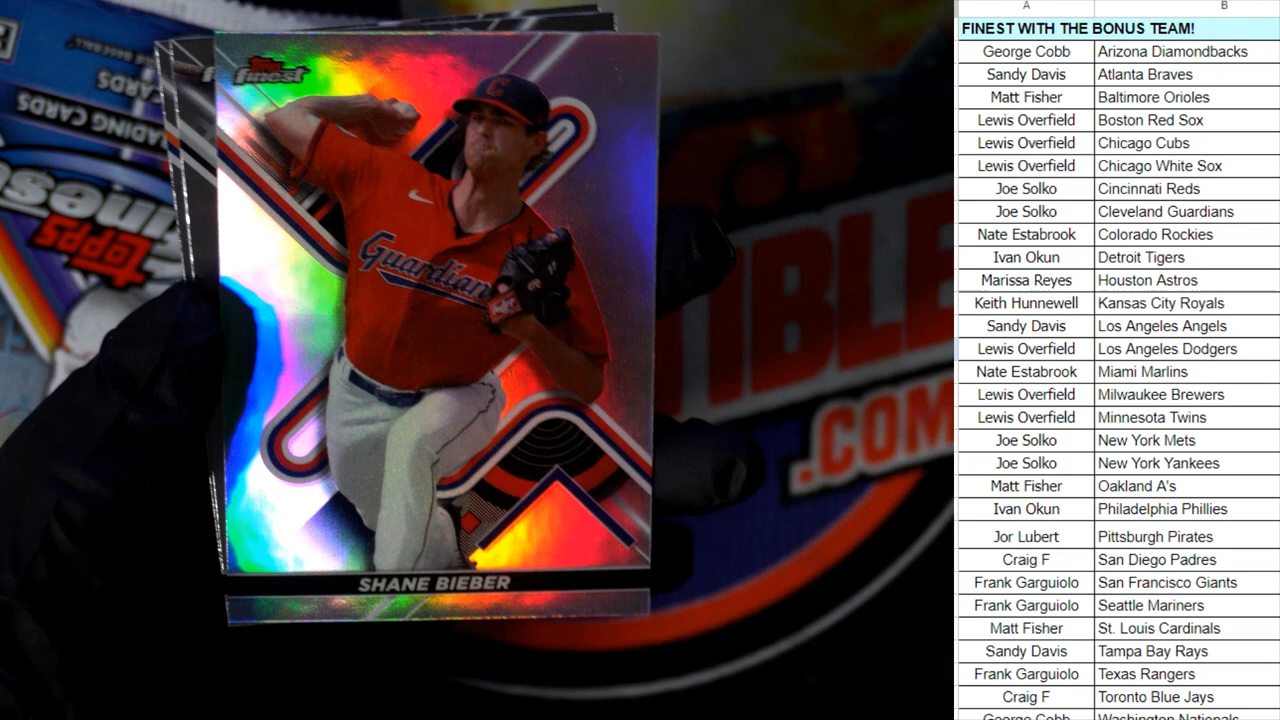 CARDS
TRADING CARDS
Topps
Finest
Topps
finest
C
Guardian
SHANE BIEBER
IBLE
.COM
A B
FINEST WITH THE BONUS TEAM!
George Cobb Arizona Diamondbacks
Sandy Davis Atlanta Braves
Matt Fisher Baltimore Orioles
Lewis Overfield Boston Red Sox
Lewis Overfield Chicago Cubs
Lewis Overfield Chicago White Sox
Joe Solko Cincinnati Reds
Joe Solko Cleveland Guardians
Nate Estabrook Colorado Rockies
Ivan Okun Detroit Tigers
Marissa Reyes Houston Astros
Keith Hunnewell Kansas City Royals
Sandy Davis Los Angeles Angels
Lewis Overfield Los Angeles Dodgers
Nate Estabrook Miami Marlins
Lewis Overfield Milwaukee Brewers
Lewis Overfield Minnesota Twins
Joe Solko New York Mets
Joe Solko New York Yankees
Matt Fisher Oakland A's
Ivan Okun Philadelphia Phillies
Jor Lubert Pittsburgh Pirates
Craig F San Diego Padres
Frank Garguiolo San Francisco Giants
Frank Garguiolo Seattle Mariners
Matt Fisher St. Louis Cardinals
Sandy Davis Tampa Bay Rays
Frank Garguiolo Texas Rangers
Craig F Toronto Blue Jays
George Cobb Washington Nationals